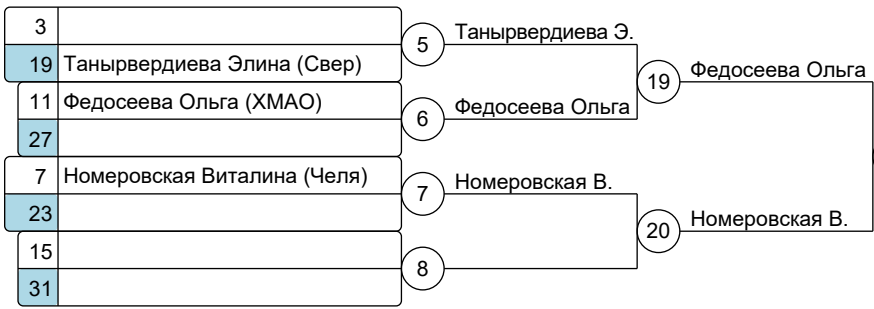 3
19 Танырвердиева Элина (Свер)
11 Федосеева Ольга (ХМАО)
27
7 Номеровская Виталина (Челя)
23
15
31
5 Танырвердиева Э.
6 Федосеева Ольга
7 Номеровская В.
8
19 Федосеева Ольга
20 Номеровская В.